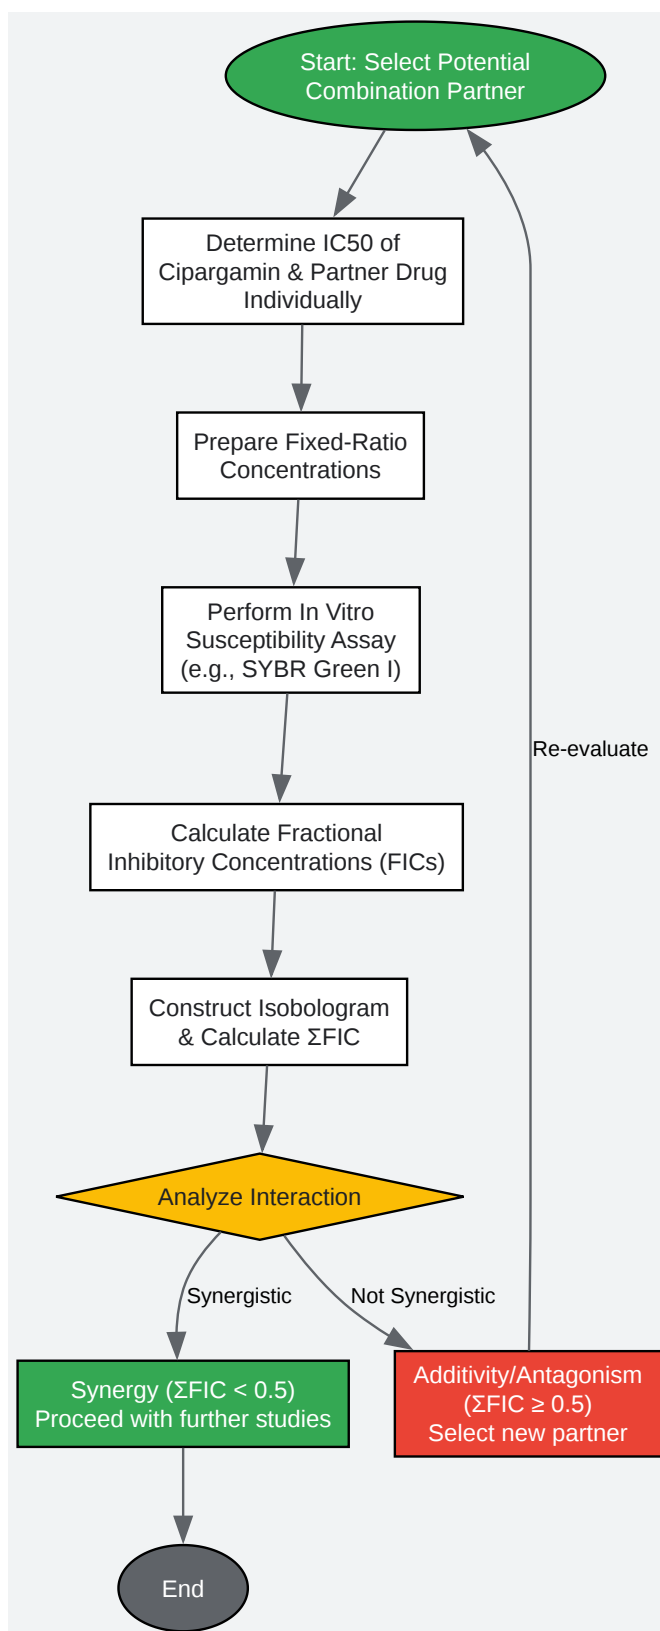 Start: Select Potential
Combination Partner
Determine IC50 of
Cipargamin & Partner Drug
Individually
Prepare Fixed-Ratio
Concentrations
Perform In Vitro
Susceptibility Assay
(e.g., SYBR Green I)
Re-evaluate
Calculate Fractional
Inhibitory Concentrations (FICs)
Construct Isobologram
& Calculate ΣFIC
Analyze Interaction
Synergistic
Not Synergistic
Synergy (ΣFIC < 0.5)
Proceed with further studies
Additivity/Antagonism
(ΣFIC ≥ 0.5)
Select new partner
End